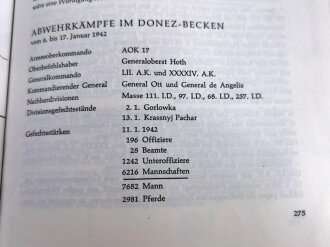 ABWEHRKÄMPFE IM DONEZ-BECKEN
vom 6. bis 17. Januar 1942
Armeeoberkommando AOK 17
Oberbefehlshaber Generaloberst Hoth
Generalkommando LII. A.K. und XXXXIV. A.K.
Kommandierender General General Ott und General de Angelis
Nachbardivisionen Masse 111. I.D., 97. I.D., 68. I.D., 257. I.D.
Divisionsgefechtsstände 2. 1. Gorlowka
13. 1. Krassnyj Pachar
Gefechtsstärken 11. 1. 1942
196 Offiziere
28 Beamte
1242 Unteroffiziere
6216 Mannschaften
7682 Mann
2981 Pferde
275